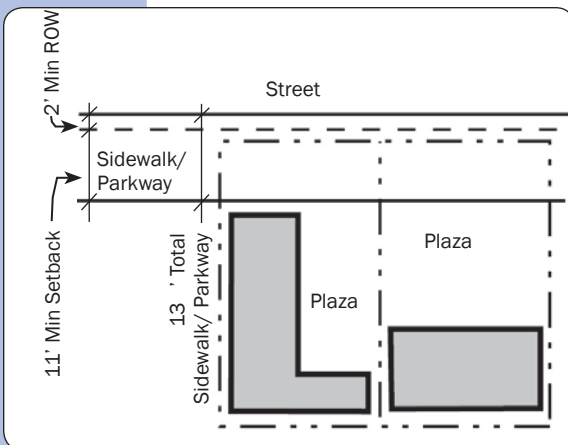 2' Min ROW
Street
Sidewalk/
Parkway
11' Min Setback
13 ' Total
Sidewalk/ Parkway
Plaza
Plaza